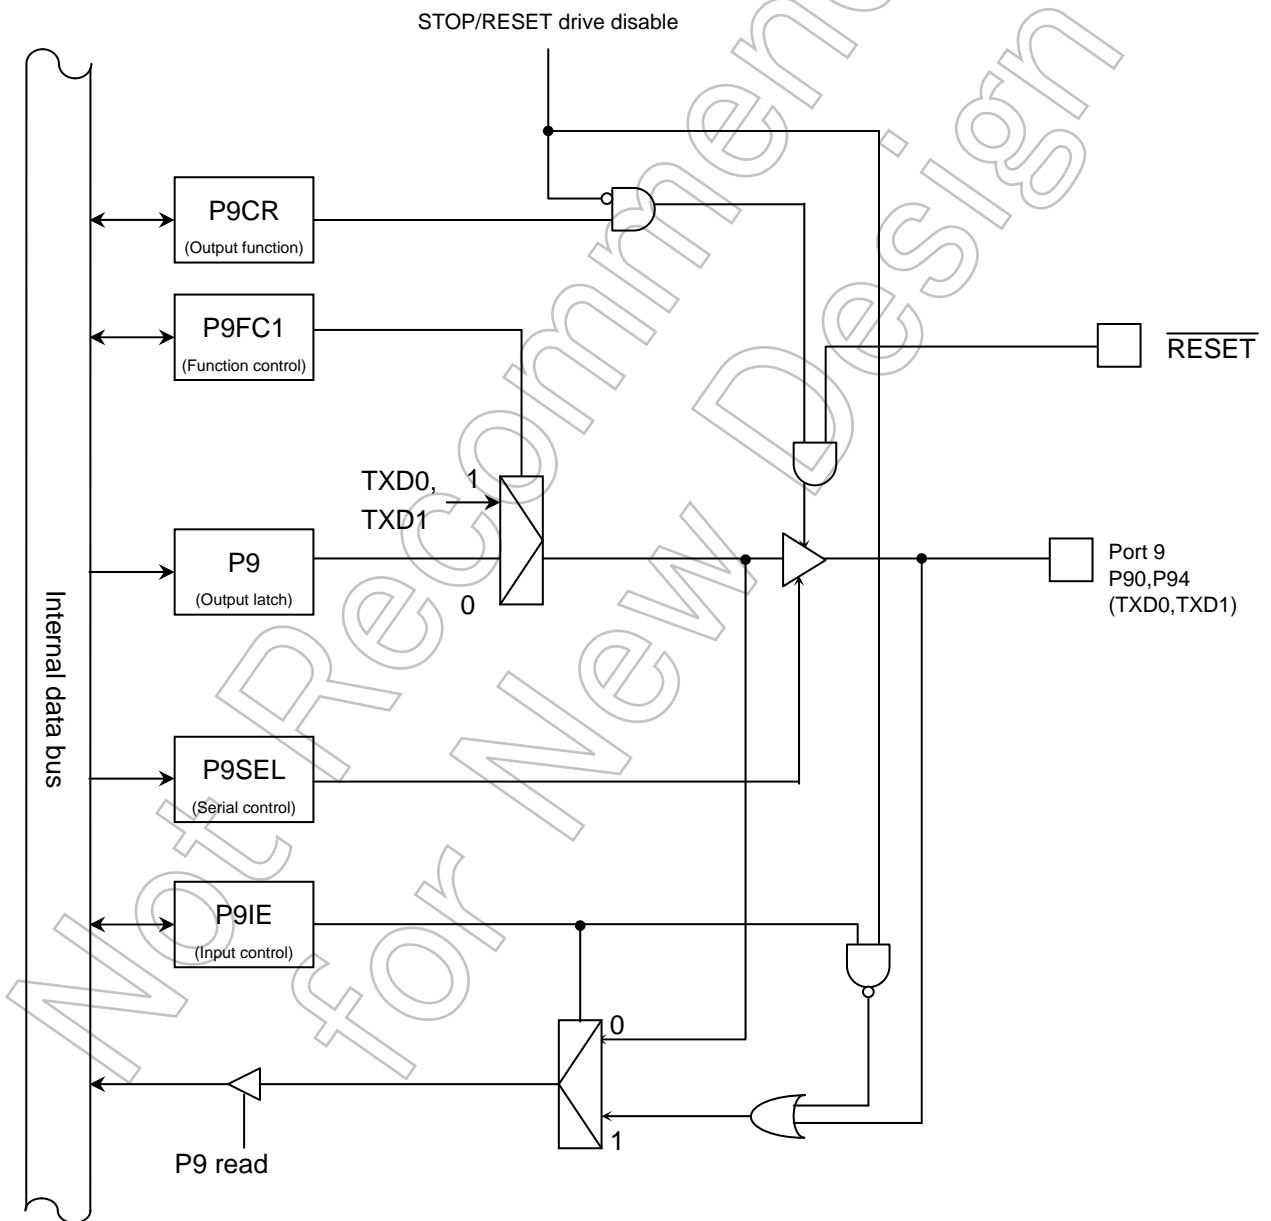 STOP/RESET drive disable
P9CR
(Output function)
P9FC1
(Function control)
RESET
TXD0,
TXD1
1
0
P9
(Output latch)
Port 9
P90,P94
(TXD0,TXD1)
Internal data bus
P9SEL
(Serial control)
P9IE
(Input control)
0
1
P9 read
Not Recommend
for New Design